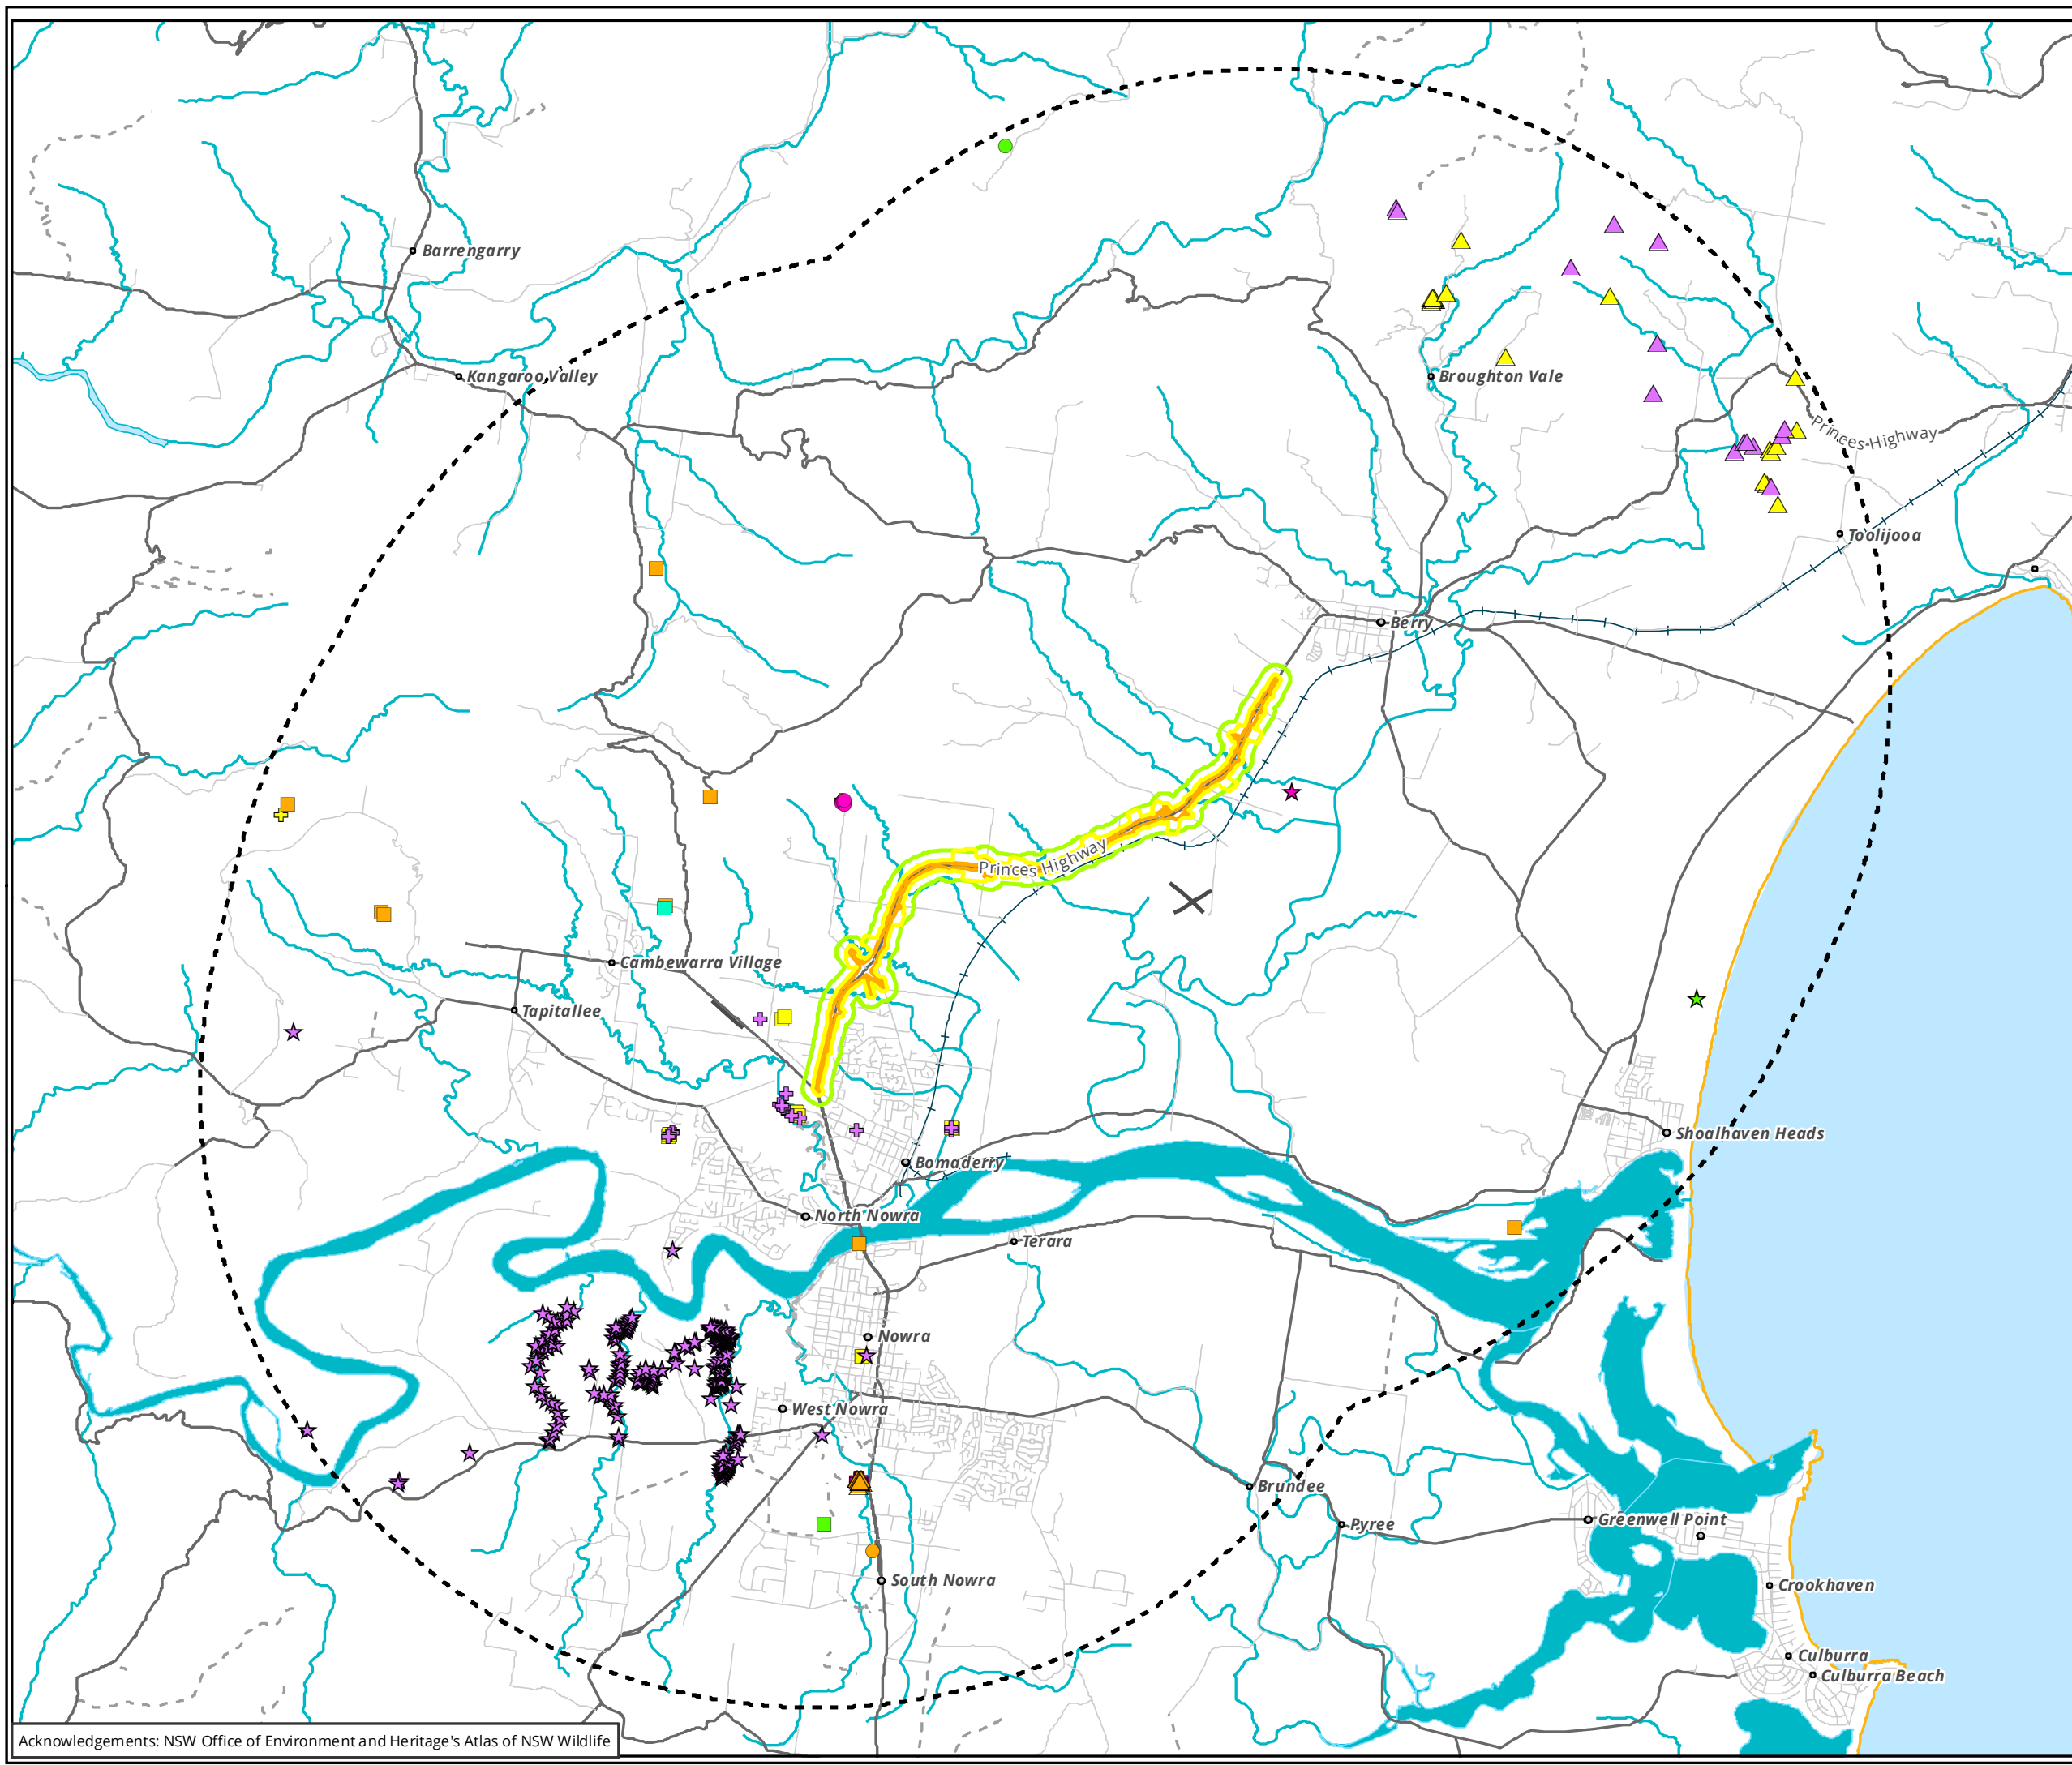 Barrengarry
Kangaroo Valley
Broughton Vale
Princes Highway
Toolijooa
Berry
Princes Highway
Cambewarra Village
Tapitallee
Shoalhaven Heads
Bomaderry
North Nowra
Terara
Nowra
West Nowra
Brundee
Greenwell Point
Pyree
South Nowra
Crookhaven
Culburra
Culburra Beach
Acknowledgements: NSW Office of Environment and Heritage's Atlas of NSW Wildlife